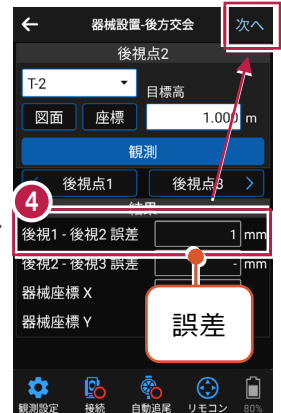 器械設置-後方交会
次へ
後視点2
T-2
目標高
図面
座標
1.000 m
観測
後視点1
後視点3
4
結果
後視1 - 後視2 誤差
1 mm
後視2 - 後視3 誤差
- mm
器械座標 X
器械座標 Y
誤差
観測設定
接続
自動追尾
リモコン
80%